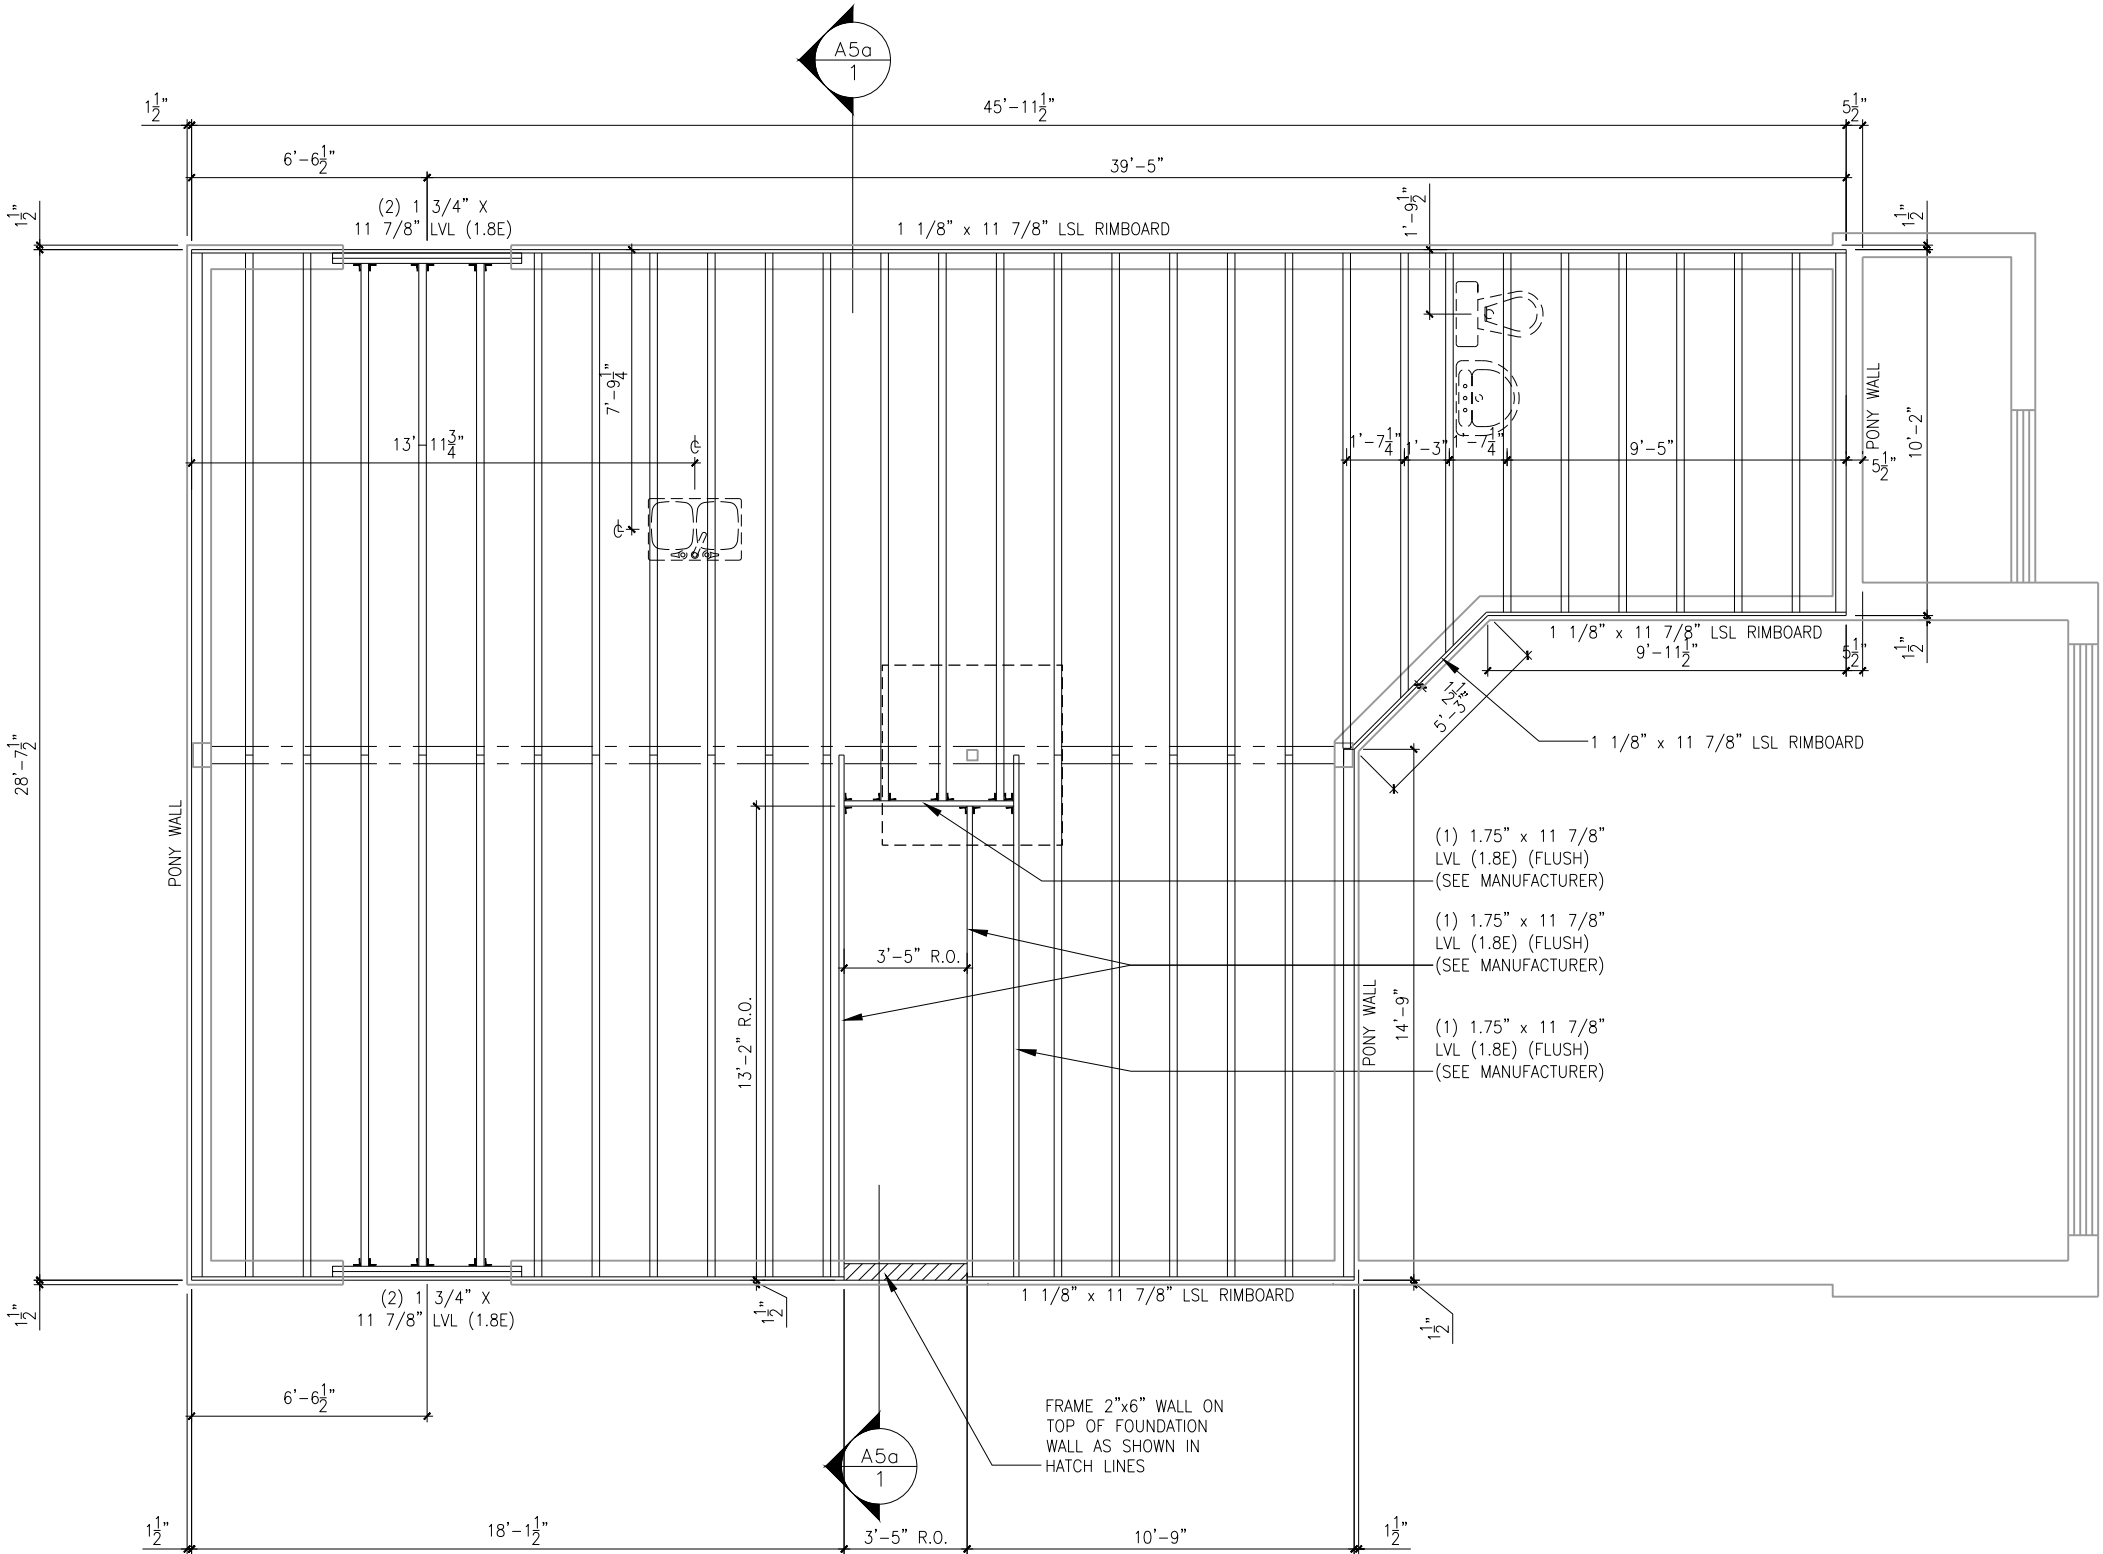 A5a
1
1 1/2"
45'-11 1/2"
5 1/2"
6'-6 1/2"
39'-5"
1 1/2"
(2) 1 3/4" X
11 7/8" LVL (1.8E)
1 1/8" x 11 7/8" LSL RIMBOARD
1'-9 1/2"
1 1/2"
7'-9 1/4"
13'-11 3/4"
℄
℄
1'-7 1/4"
1'-3"
1'-7 1/4"
9'-5"
5 1/2"
PONY WALL
10'-2"
1 1/8" x 11 7/8" LSL RIMBOARD
9'-11 1/2"
5 1/2"
1 1/2"
1 1/2"
5'-3"
1 1/8" x 11 7/8" LSL RIMBOARD
28'-7 1/2"
PONY WALL
(1) 1.75" x 11 7/8"
LVL (1.8E) (FLUSH)
(SEE MANUFACTURER)
(1) 1.75" x 11 7/8"
LVL (1.8E) (FLUSH)
(SEE MANUFACTURER)
3'-5" R.O.
13'-2" R.O.
PONY WALL
14'-9"
(1) 1.75" x 11 7/8"
LVL (1.8E) (FLUSH)
(SEE MANUFACTURER)
1 1/2"
(2) 1 3/4" X
11 7/8" LVL (1.8E)
1 1/2"
1 1/8" x 11 7/8" LSL RIMBOARD
1 1/2"
6'-6 1/2"
FRAME 2"x6" WALL ON
TOP OF FOUNDATION
WALL AS SHOWN IN
HATCH LINES
A5a
1
1 1/2"
18'-1 1/2"
3'-5" R.O.
10'-9"
1 1/2"